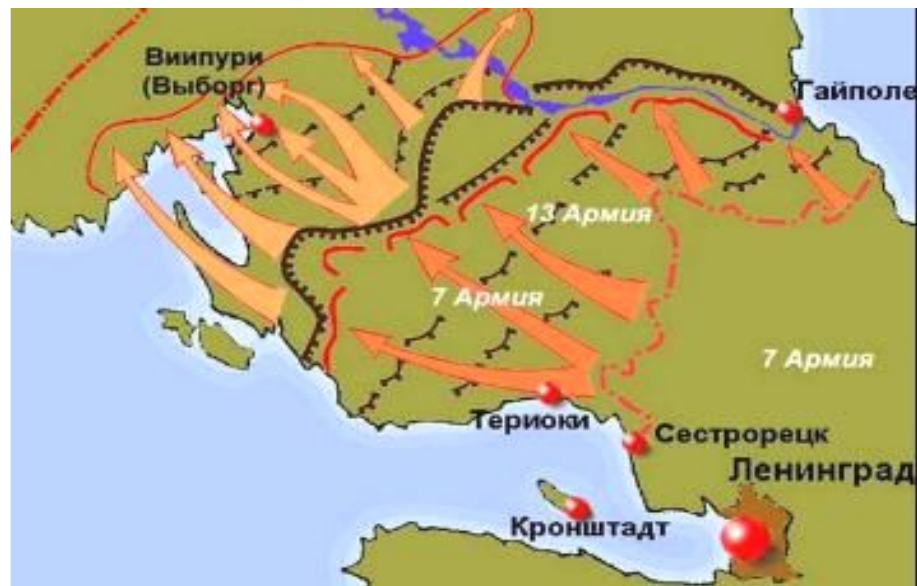 Виипури
(Выборг)
Гайполе
13 Армия
7 Армия
7 Армия
Териоки
Сестрорецк
Ленинград
Кронштадт